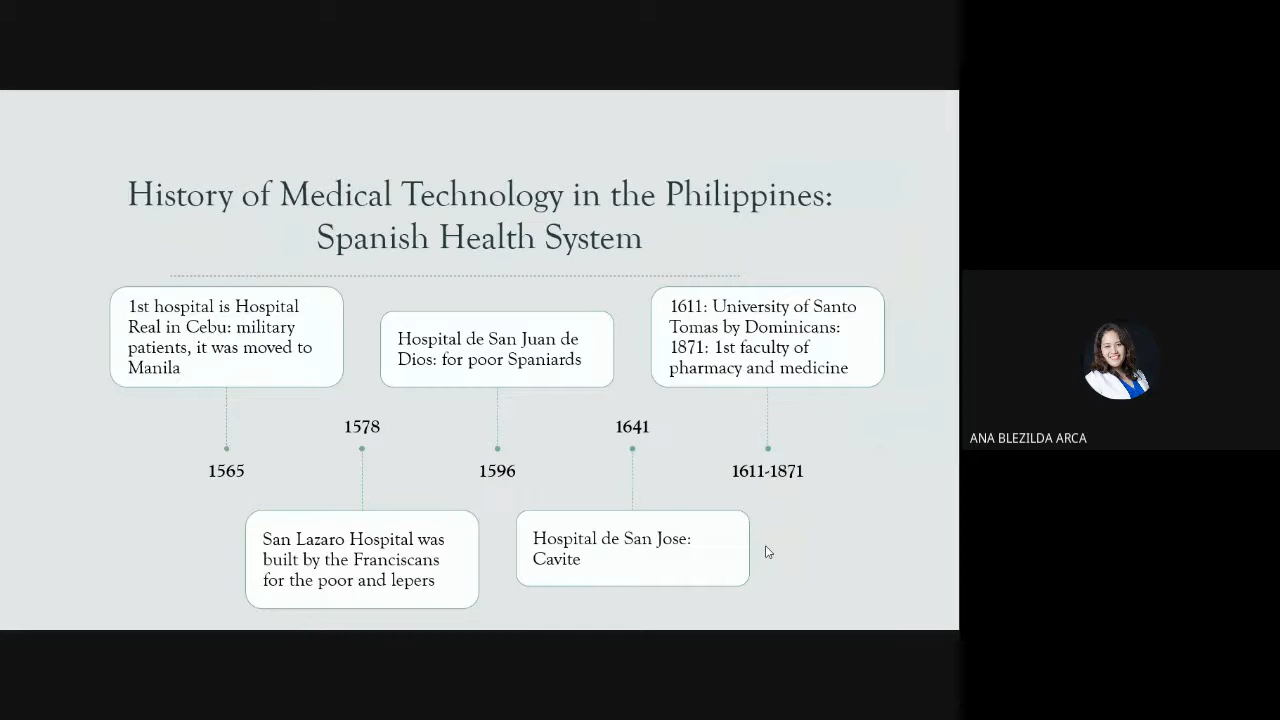 History of Medical Technology in the Philippines:
Spanish Health System
1st hospital is Hospital
Real in Cebu: military
patients, it was moved to
Manila
Hospital de San Juan de
Dios: for poor Spaniards
1611: University of Santo
Tomas by Dominicans:
1871: 1st faculty of
pharmacy and medicine
1578
1641
1565
1596
1611-1871
San Lazaro Hospital was
built by the Franciscans
for the poor and lepers
Hospital de San Jose:
Cavite
ANA BLEZILDA ARCA